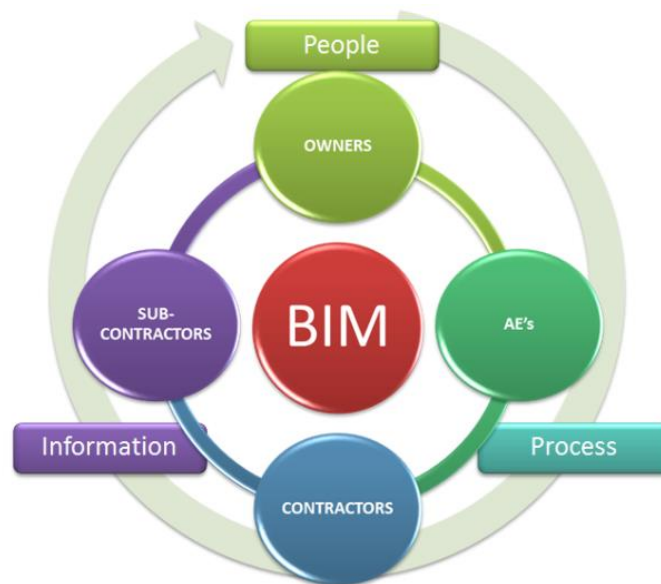 People
OWNERS
SUB-
CONTRACTORS
BIM
AE's
Information
Process
CONTRACTORS